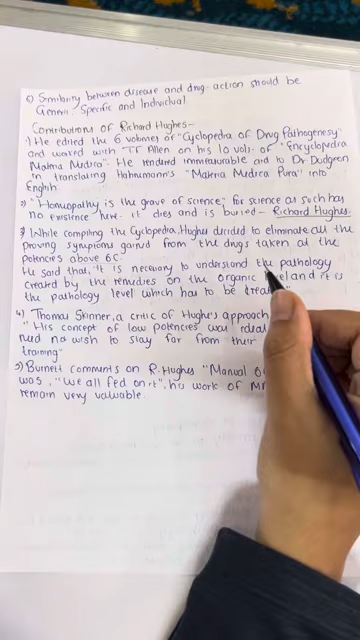 6) Similarity between disease and drug action should be
Generic, Specific and Individual
Contributions of Richard Hughes-
1) He edited the 6 volumes of "Cyclopedia of Drug Pathogenesy"
and worked with TF Allen on his 10 vols. of "Encyclopedia
Materia Medica". He rendered immeasurable aid to Dr Dudgeon
in translating Hahnemann's "Materia Medica Pura" into
English.
2) "Homeopathy is the grave of science," for science as such has
no existence here. it dies and is buried - Richard Hughes.
3) While compiling the Cyclopedia, Hughes decided to eliminate all the
proving symptoms gained from the drugs taken at the
potencies above 6C
He said that, "it is necessary to understand the pathology
created by the remedies on the organic level and it is
the pathology level which has to be
4) Thomas Skinner, a critic of Hughe's approach
"His concept of low potencies was
no wish to stay far from their
training"
5) Burnett comments on R. Hughes "Manual
was, "We all fed on it", his work of
remain very valuable.